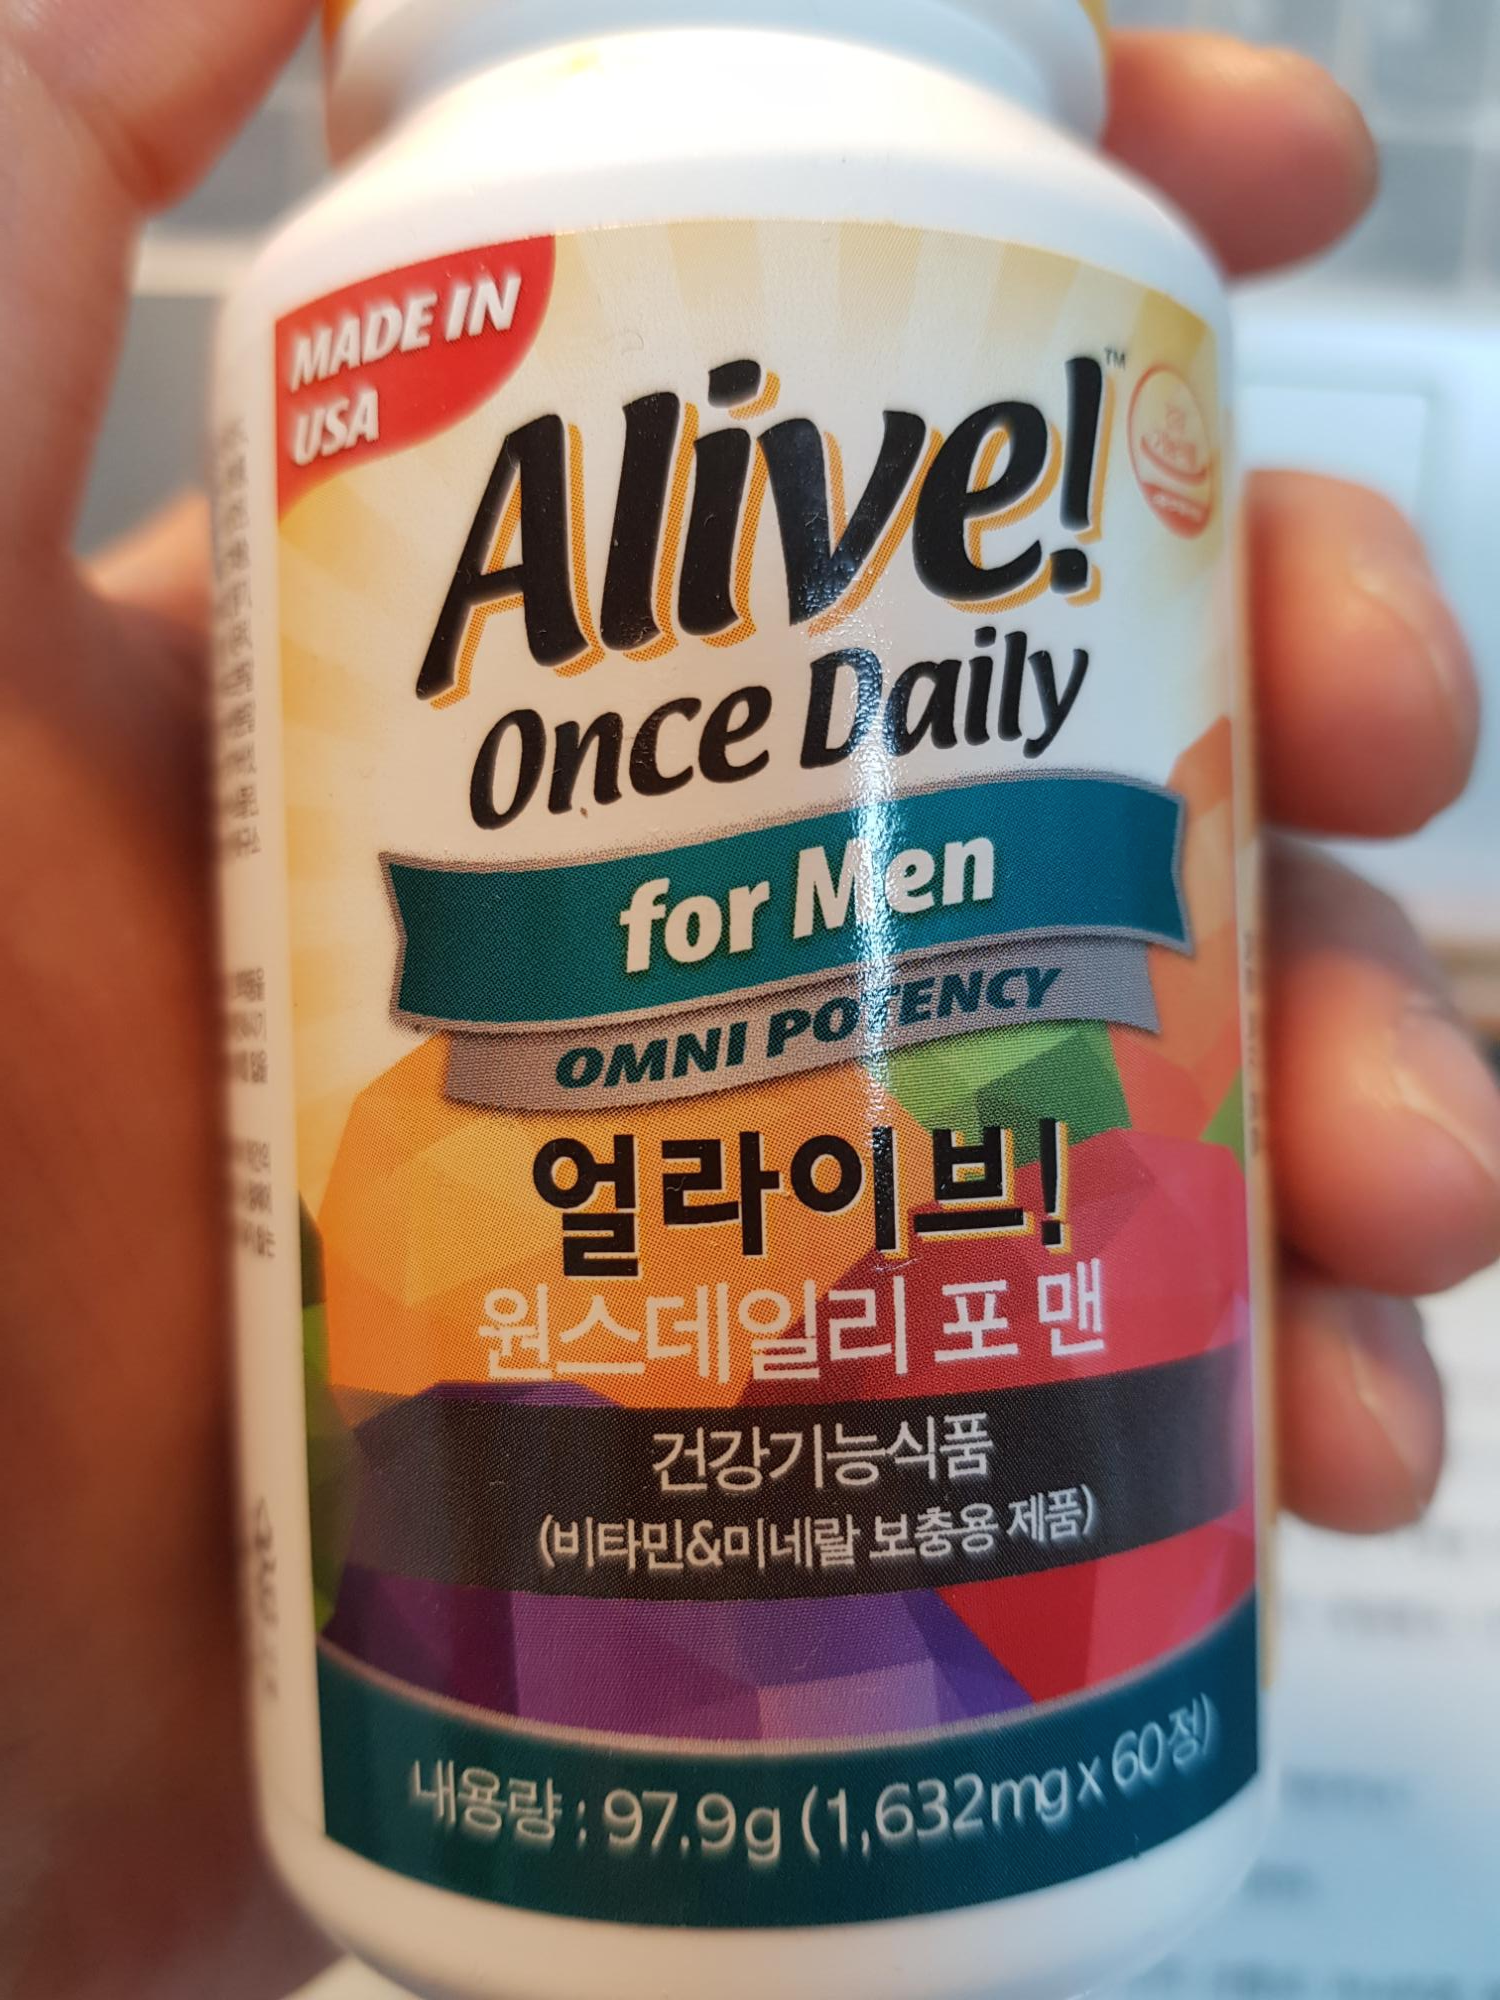 MADE IN
USA
Alive!™
Once Daily
for Men
OMNI POTENCY
얼라이브!
원스데일리 포 맨
건강기능식품
(비타민&미네랄 보충용 제품)
내용량 : 97.9g (1,632mg x 60정)